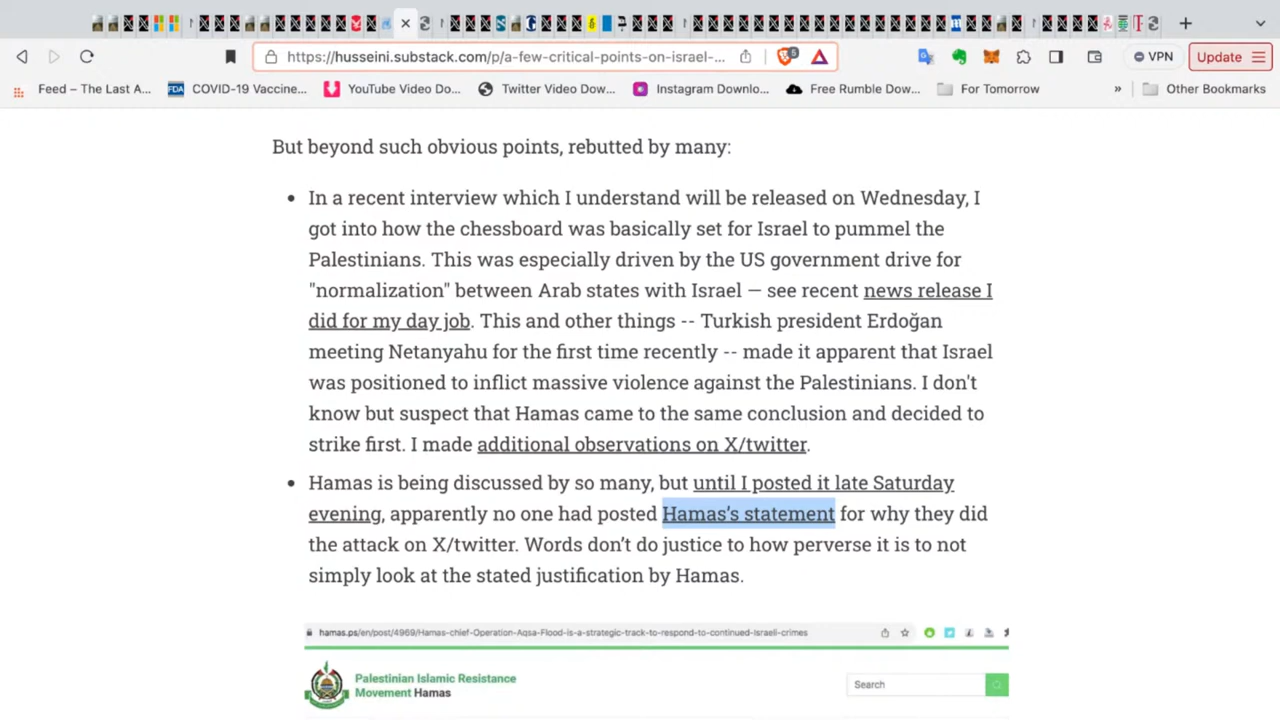 https://husseini.substack.com/p/a-few-critical-points-on-israel-...
VPN
Update
Feed – The Last A...
FDA
COVID-19 Vaccine...
YouTube Video Do...
Twitter Video Dow...
Instagram Downlo...
Free Rumble Dow...
For Tomorrow
»
Other Bookmarks
But beyond such obvious points, rebutted by many:
• In a recent interview which I understand will be released on Wednesday, I
got into how the chessboard was basically set for Israel to pummel the
Palestinians. This was especially driven by the US government drive for
"normalization" between Arab states with Israel — see recent news release I
did for my day job. This and other things -- Turkish president Erdoğan
meeting Netanyahu for the first time recently -- made it apparent that Israel
was positioned to inflict massive violence against the Palestinians. I don't
know but suspect that Hamas came to the same conclusion and decided to
strike first. I made additional observations on X/twitter.
• Hamas is being discussed by so many, but until I posted it late Saturday
evening, apparently no one had posted Hamas’s statement for why they did
the attack on X/twitter. Words don’t do justice to how perverse it is to not
simply look at the stated justification by Hamas.
hamas.ps/en/post/4969/Hamas-chief-Operation-Aqsa-Flood-is-a-strategic-track-to-respond-to-continued-Israeli-crimes
Palestinian Islamic Resistance
Movement Hamas
Search